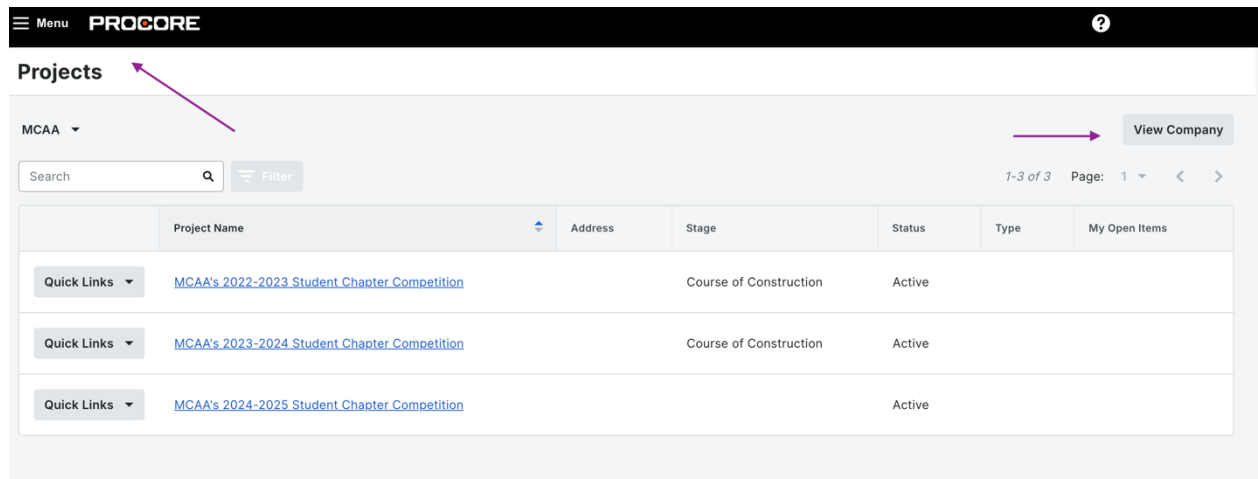 Menu PROCORE ?
Projects
MCAA
View Company
Search Filter 1-3 of 3 Page: 1
Project Name Address Stage Status Type My Open Items
Quick Links MCAA's 2022-2023 Student Chapter Competition Course of Construction Active
Quick Links MCAA's 2023-2024 Student Chapter Competition Course of Construction Active
Quick Links MCAA's 2024-2025 Student Chapter Competition Active